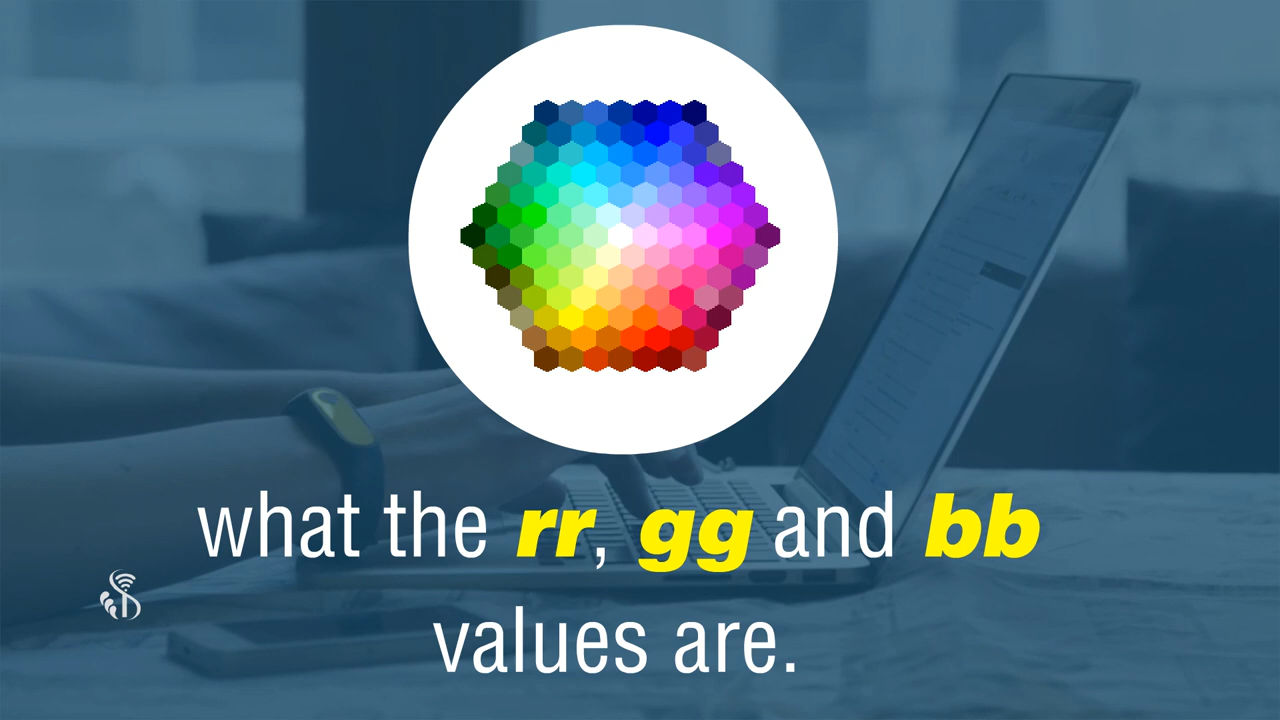 what the rr, gg and bb
values are.